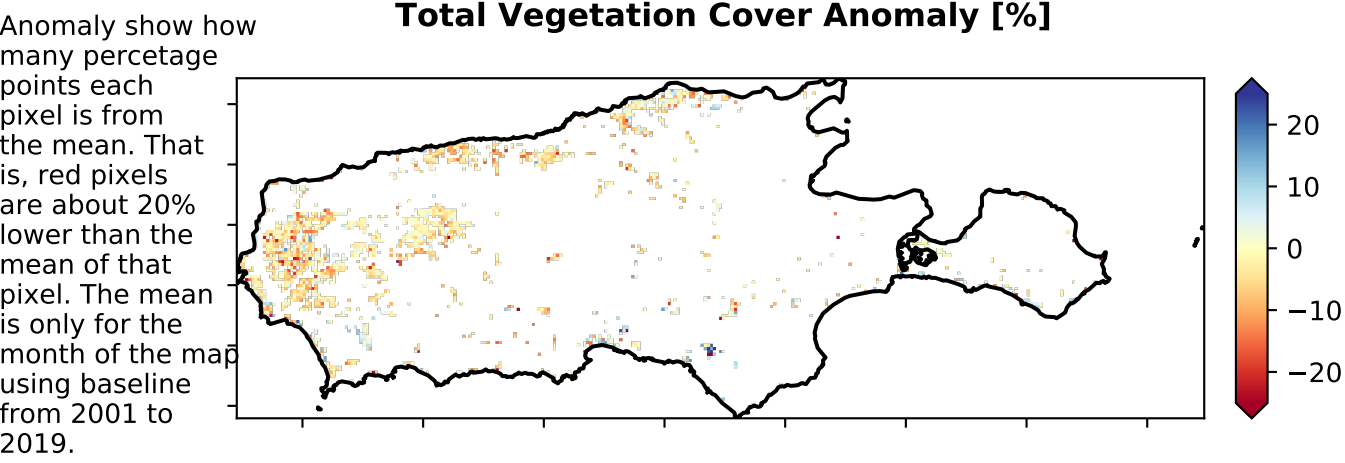 Total Vegetation Cover Anomaly [%]
Anomaly show how
many percetage
points each
pixel is from
the mean. That
is, red pixels
are about 20%
lower than the
mean of that
pixel. The mean
is only for the
month of the map
using baseline
from 2001 to
2019.
20
10
0
−10
−20